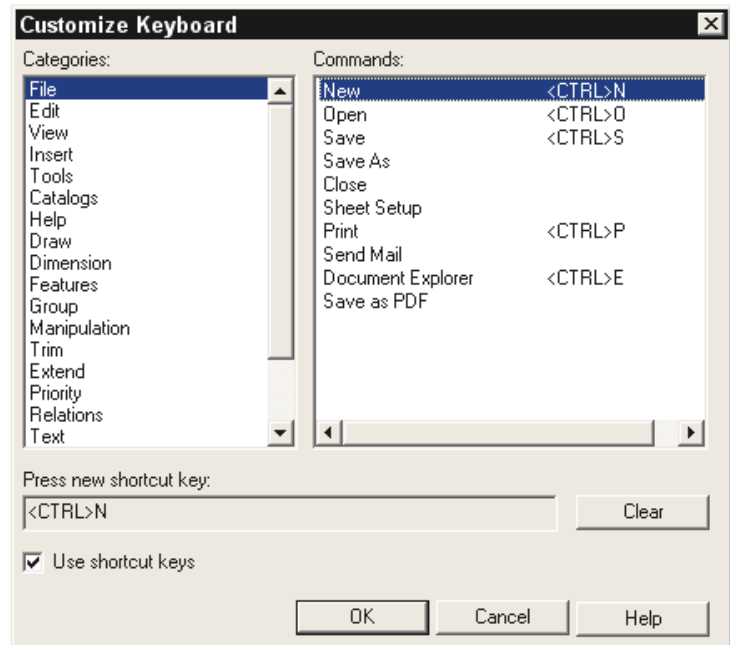 Customize Keyboard
Categories:
File
Edit
View
Insert
Tools
Catalogs
Help
Draw
Dimension
Features
Group
Manipulation
Trim
Extend
Priority
Relations
Text
Commands:
New <CTRL>N
Open <CTRL>O
Save <CTRL>S
Save As
Close
Sheet Setup
Print <CTRL>P
Send Mail
Document Explorer <CTRL>E
Save as PDF
Press new shortcut key:
<CTRL>N
Clear
Use shortcut keys
OK Cancel Help